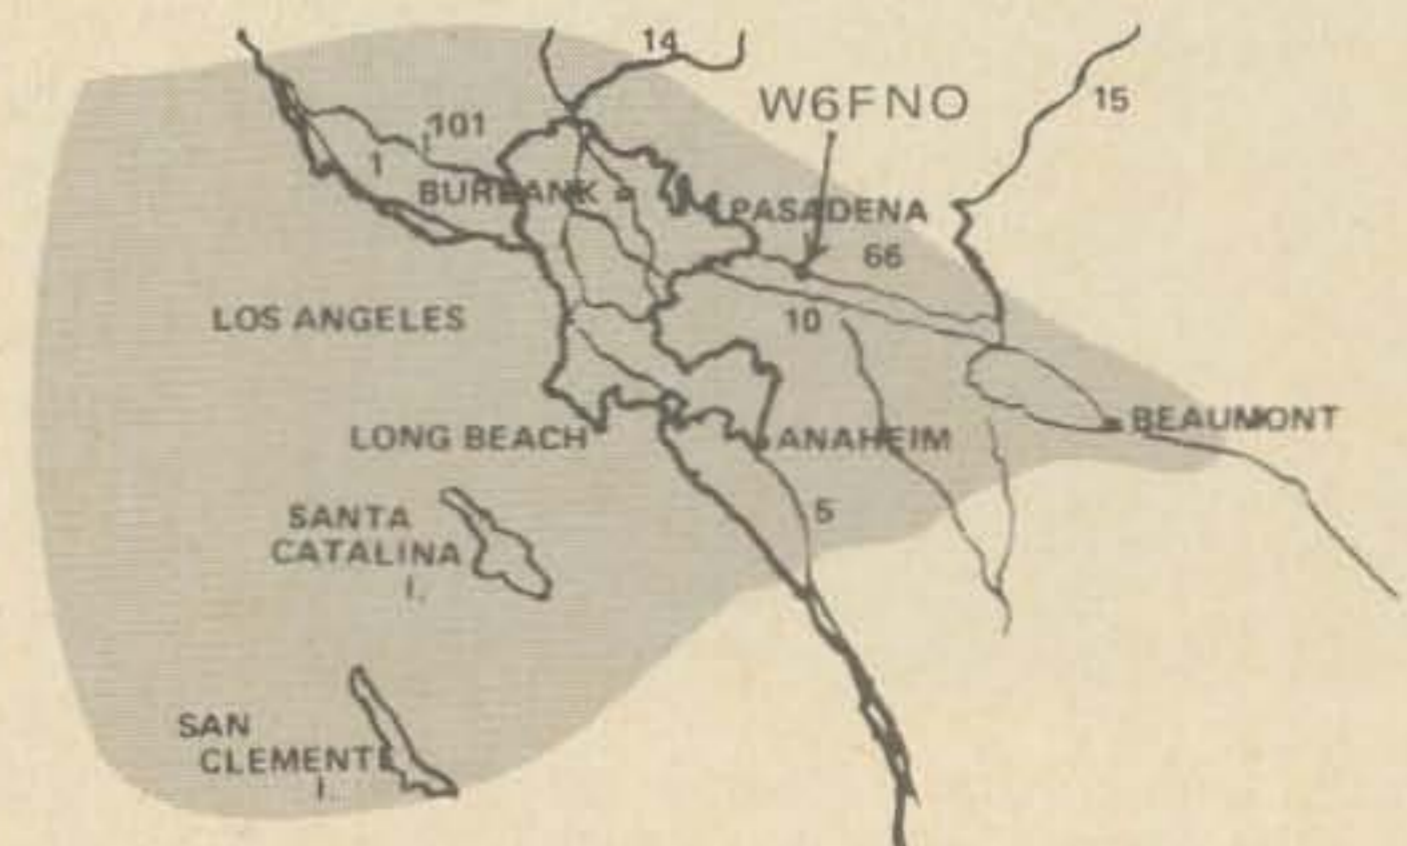 14
W6FNO
15
101
1
BURBANK
PASADENA
66
LOS ANGELES
10
BEAUMONT
LONG BEACH
ANAHEIM
5
SANTA
CATALINA
I.
SAN
CLEMENTE
I.